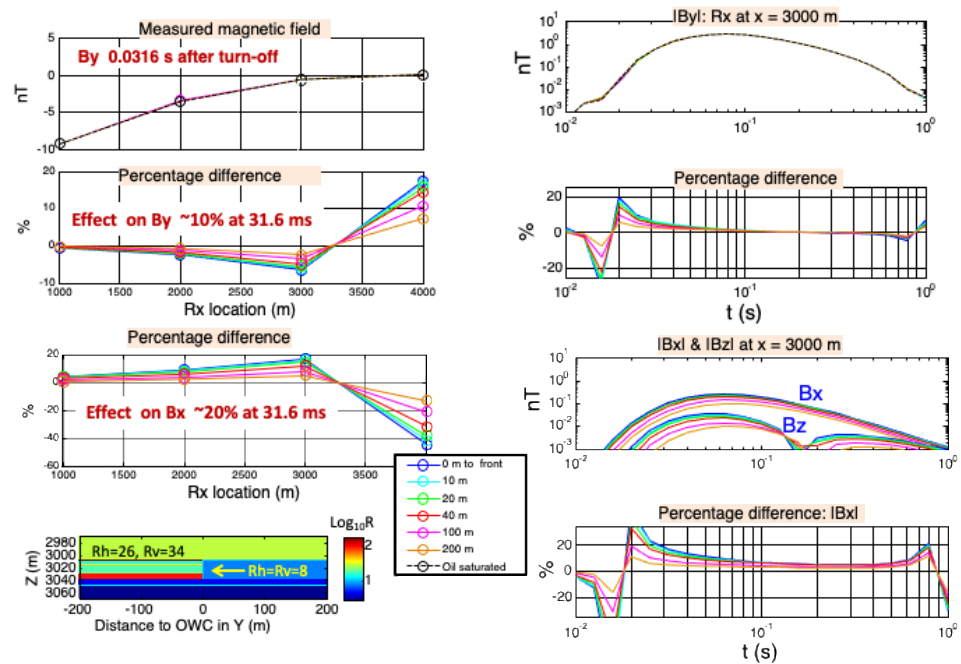 Measured magnetic field
By 0.0316 s after turn-off
nT
5
0
-5
-10
Percentage difference
Effect on By ~10% at 31.6 ms
%
20
10
0
-10
1000 1500 2000 2500 3000 3500 4000
Rx location (m)
Percentage difference
Effect on Bx ~20% at 31.6 ms
%
20
0
-20
-40
-60
1000 1500 2000 2500 3000 3500
Rx location (m)
0 m to front
10 m
20 m
40 m
100 m
200 m
Oil saturated
Log10R
2
1
Z (m)
2980
3000
3020
3040
3060
Rh=26, Rv=34
Rh=Rv=8
-200 -100 0 100 200
Distance to OWC in Y (m)
|By|: Rx at x = 3000 m
nT
10^1
10^0
10^-1
10^-2
10^-3
10^-2 10^-1 10^0
Percentage difference
20
0
-20
%
10^-2 10^-1 10^0
t (s)
|Bx| & |Bz| at x = 3000 m
nT
10^1
10^0
10^-1
10^-2
10^-3
Bx
Bz
10^-2 10^-1 10^0
Percentage difference: |Bx|
%
20
0
-20
10^-2 10^-1 10^0
t (s)